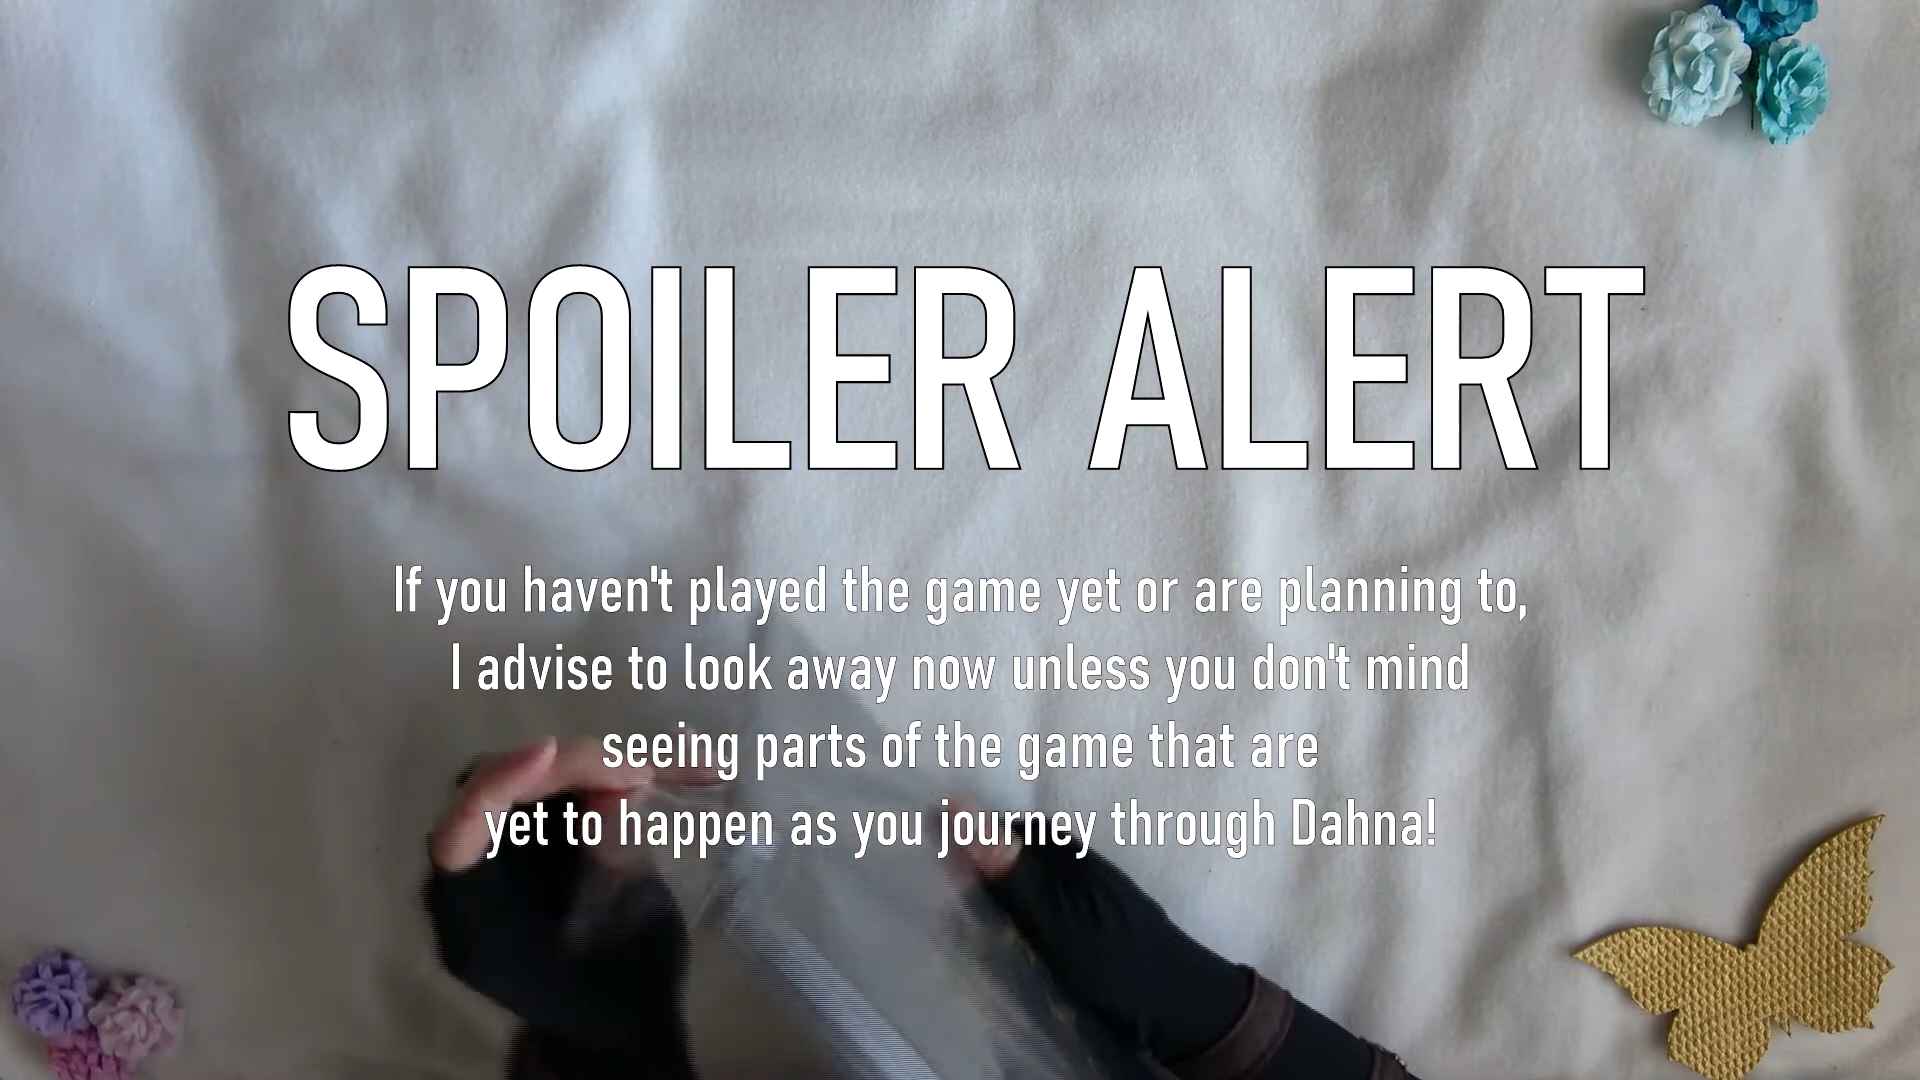 SPOILER ALERT
If you haven't played the game yet or are planning to,
I advise to look away now unless you don't mind
seeing parts of the game that are
yet to happen as you journey through Dahna!